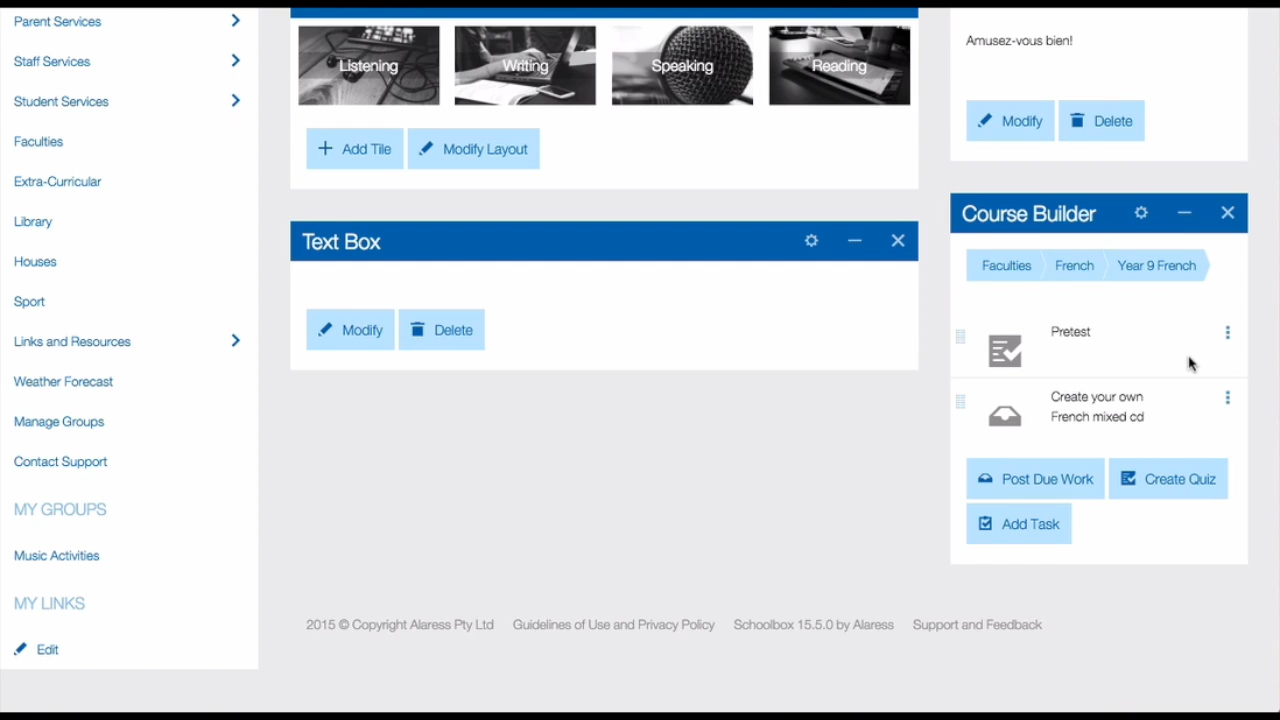 Parent Services
Staff Services
Student Services
Faculties
Extra-Curricular
Library
Houses
Sport
Links and Resources
Weather Forecast
Manage Groups
Contact Support
MY GROUPS
Music Activities
MY LINKS
Edit
Listening
Writing
Speaking
Reading
Add Tile
Modify Layout
Text Box
Modify
Delete
Amusez-vous bien!
Modify
Delete
Course Builder
Faculties
French
Year 9 French
Pretest
Create your own
French mixed cd
Post Due Work
Create Quiz
Add Task
2015 © Copyright Alaress Pty Ltd
Guidelines of Use and Privacy Policy
Schoolbox 15.5.0 by Alaress
Support and Feedback